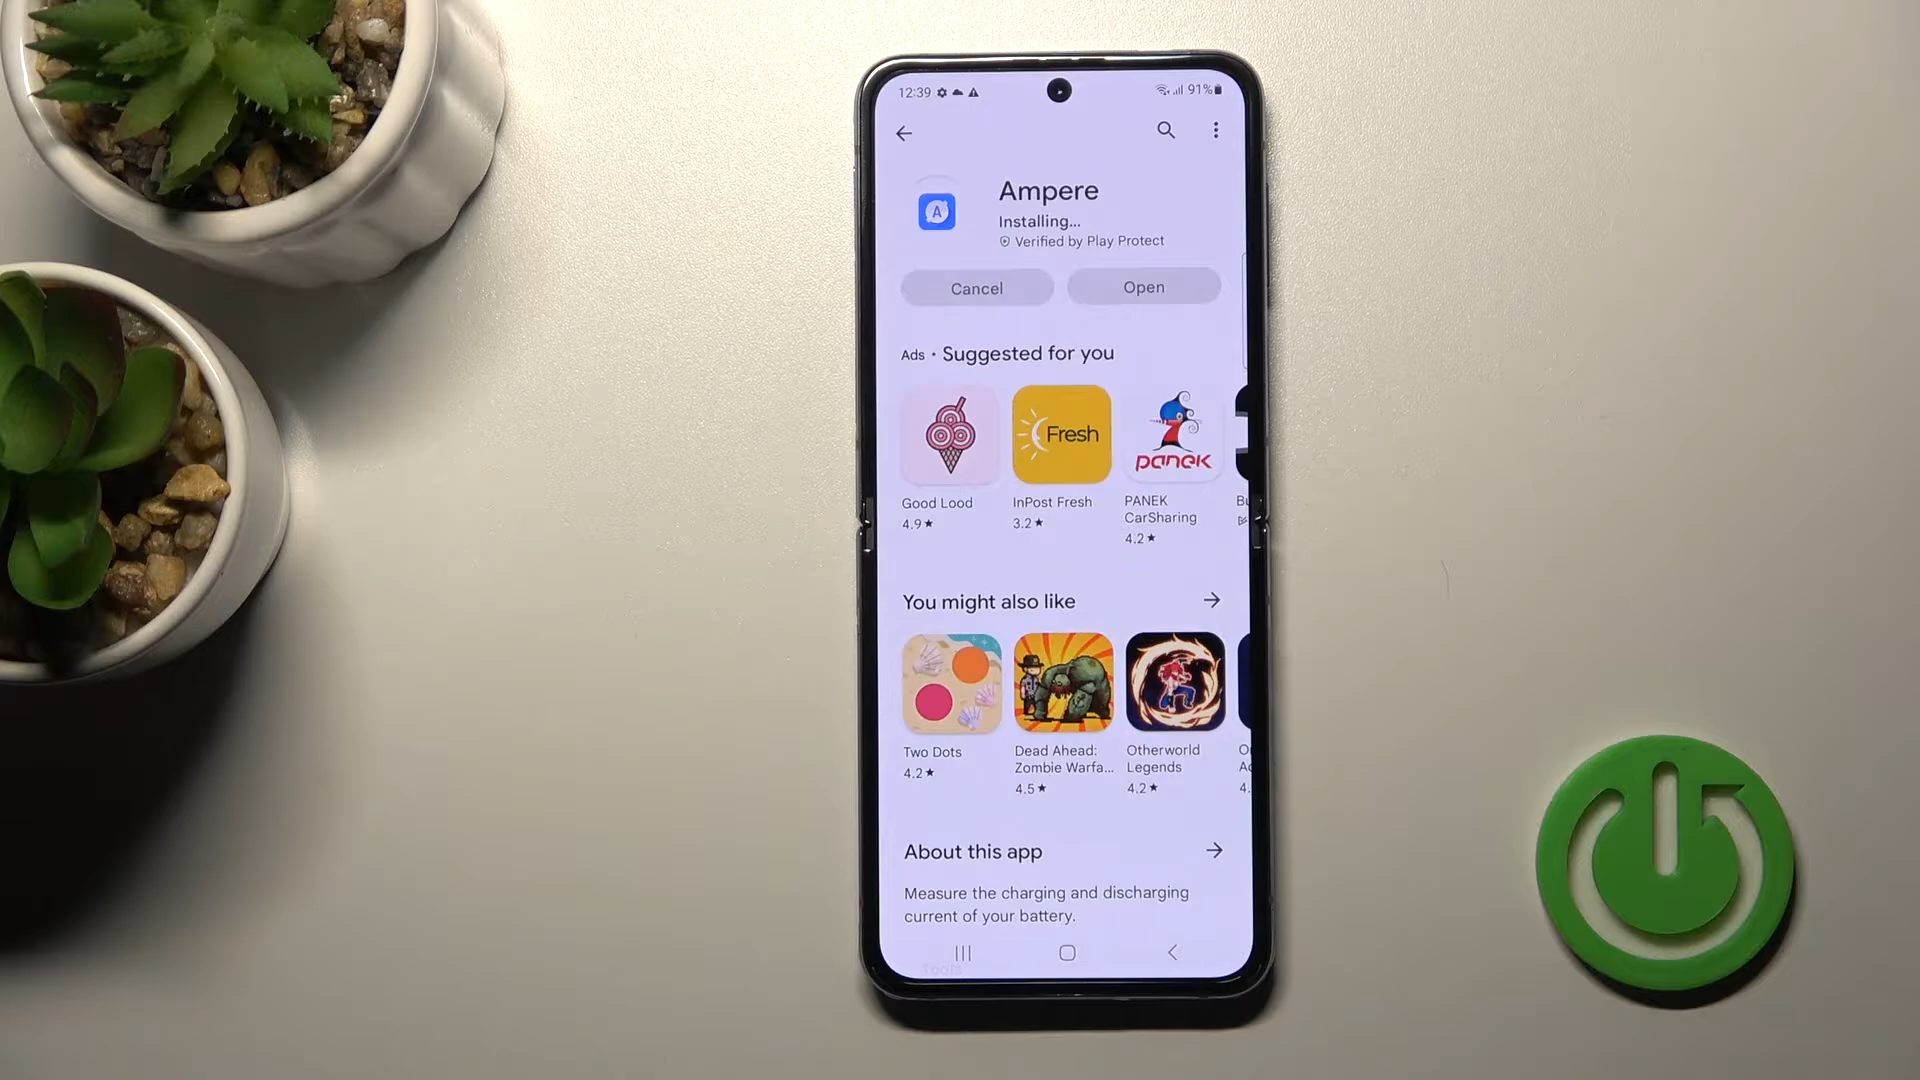 12:39
91%
A
Ampere
Installing...
Verified by Play Protect
Cancel
Open
Ads • Suggested for you
Fresh
panek
Good Lood
InPost Fresh
PANEK
CarSharing
4.9★
3.2★
4.2★
You might also like
Two Dots
Dead Ahead:
Zombie Warfa...
Otherworld
Legends
4.2★
4.5★
4.2★
About this app
Measure the charging and discharging
current of your battery.
Tools